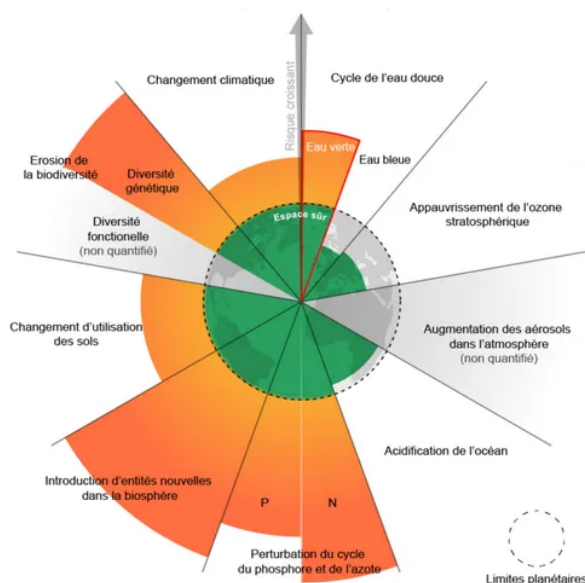 Changement climatique
Cycle de l'eau douce
Risque croissant
Eau verte
Eau bleue
Erosion de
la biodiversité
Diversité
génétique
Appauvrissement de l'ozone
stratosphérique
Espace sûr
Diversité
fonctionelle
(non quantifié)
Changement d'utilisation
des sols
Augmentation des aérosols
dans l'atmosphère
(non quantifié)
Acidification de l'océan
Introduction d'entités nouvelles
dans la biosphère
P
N
Perturbation du cycle
du phosphore et de l'azote
Limites planétaires